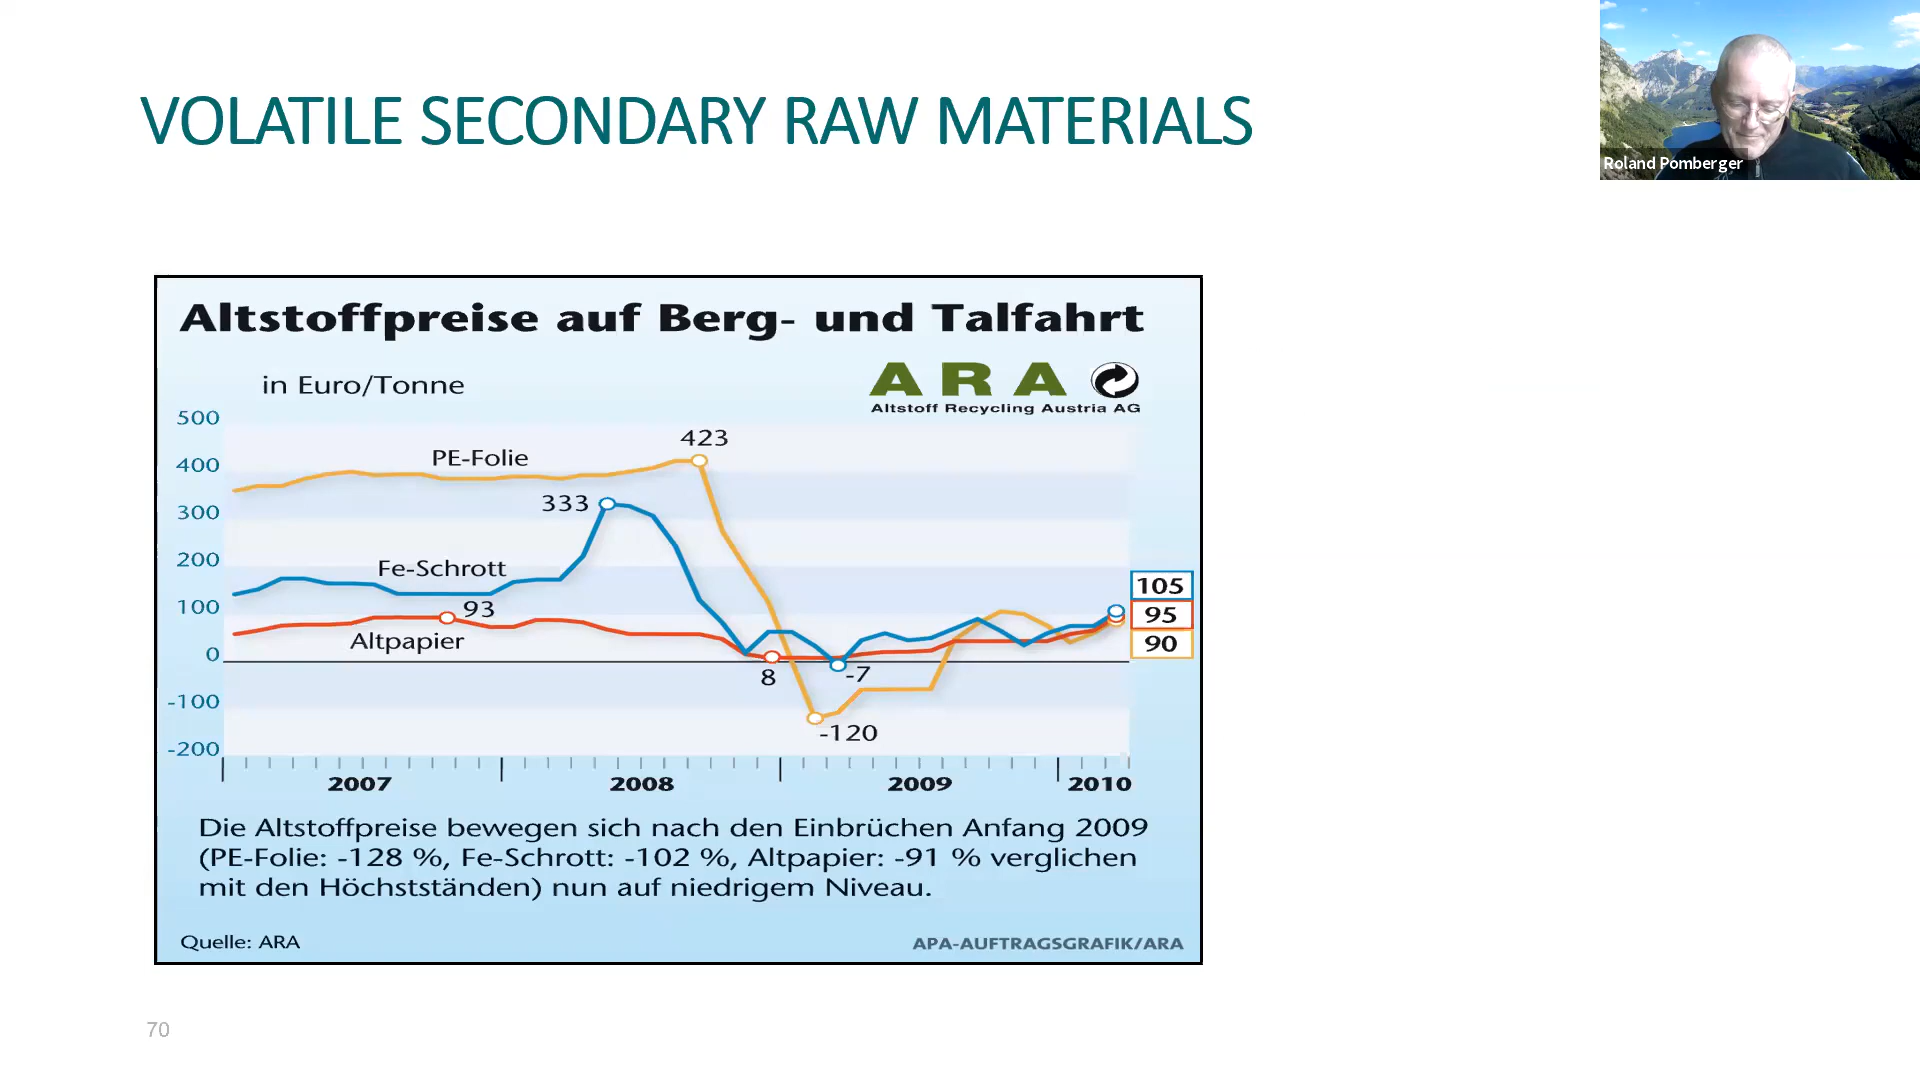 VOLATILE SECONDARY RAW MATERIALS
Roland Pomberger
Altstoffpreise auf Berg- und Talfahrt
in Euro/Tonne
ARA
Altstoff Recycling Austria AG
500
400
300
200
100
0
-100
-200
PE-Folie
423
333
Fe-Schrott
93
Altpapier
8
-7
-120
105
95
90
2007
2008
2009
2010
Die Altstoffpreise bewegen sich nach den Einbrüchen Anfang 2009
(PE-Folie: -128 %, Fe-Schrott: -102 %, Altpapier: -91 % verglichen
mit den Höchstständen) nun auf niedrigem Niveau.
Quelle: ARA
APA-AUFTRAGSGRAFIK/ARA
70